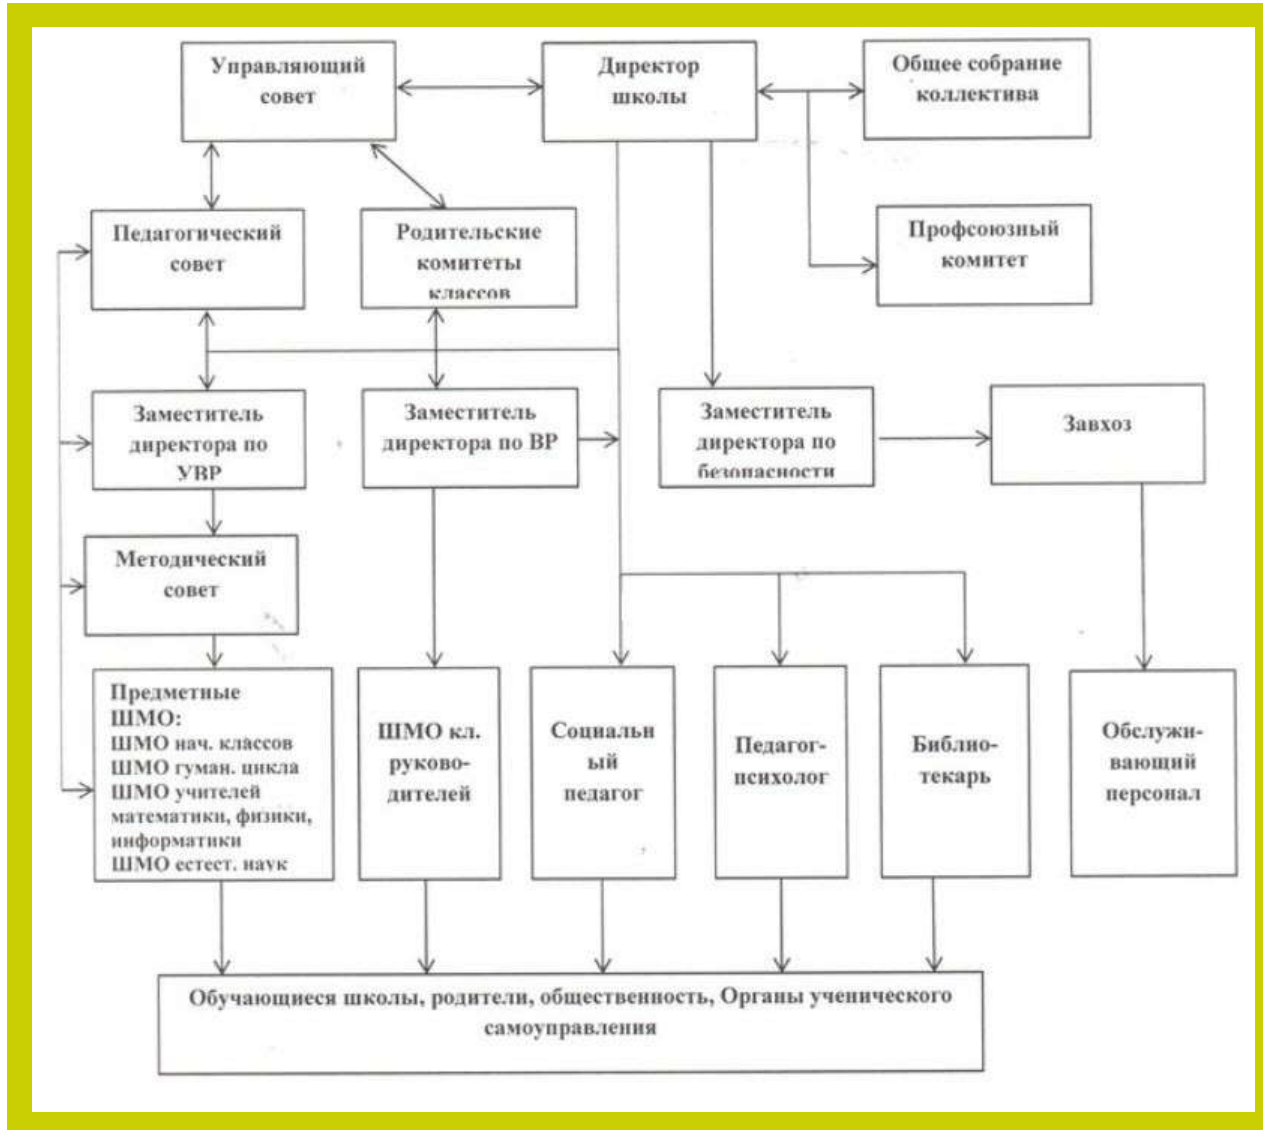 Управляющий
совет
Директор
школы
Общее собрание
коллектива
Педагогический
совет
Родительские
комитеты
классов
Профсоюзный
комитет
Заместитель
директора по
УВР
Заместитель
директора по ВР
Заместитель
директора по
безопасности
Завхоз
Методический
совет
Предметные
ШМО:
ШМО нач. классов
ШМО гуман. цикла
ШМО учителей
математики, физики,
информатики
ШМО естест. наук
ШМО кл.
руково-
дителей
Социальн
ый
педагог
Педагог-
психолог
Библио-
текарь
Обслужи-
вающий
персонал
Обучающиеся школы, родители, общественность, Органы ученического
самоуправления